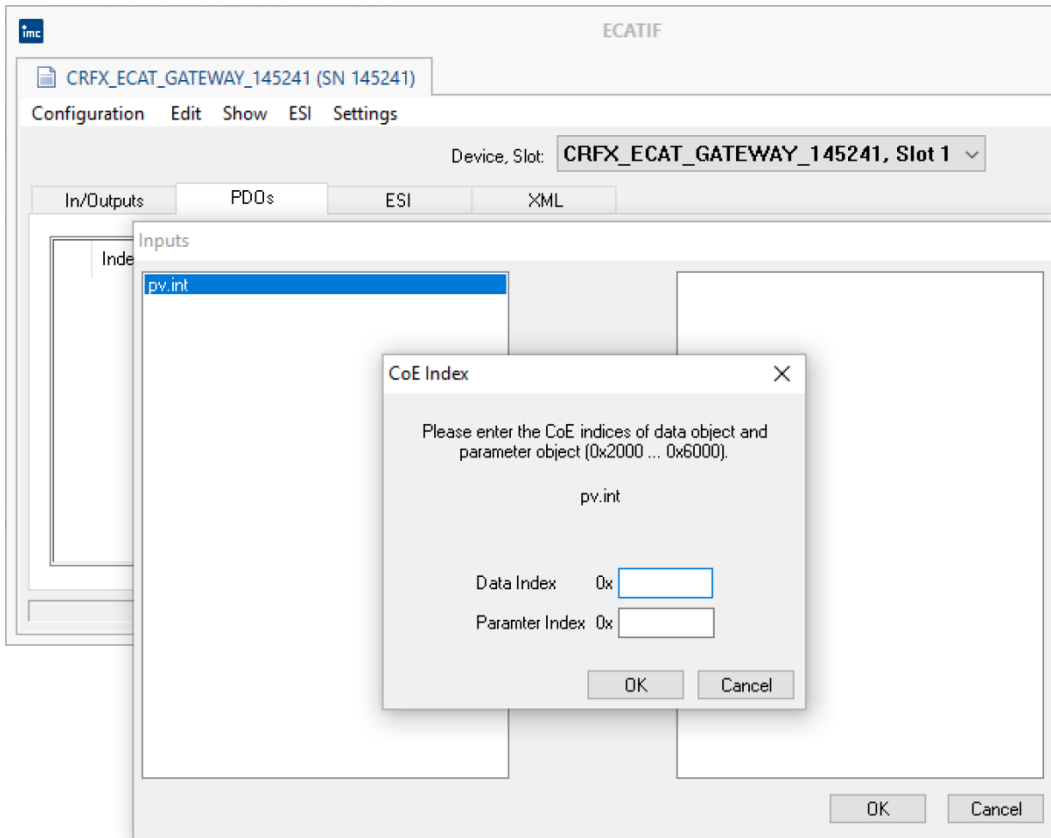 imc
ECATIF
CRFX_ECAT_GATEWAY_145241 (SN 145241)
Configuration Edit Show ESI Settings
Device, Slot: CRFX_ECAT_GATEWAY_145241, Slot 1
In/Outputs PDOs ESI XML
Inde
Inputs
pv.int
CoE Index
Please enter the CoE indices of data object and
parameter object (0x2000 ... 0x6000).
pv.int
Data Index 0x
Paramter Index 0x
OK Cancel
OK Cancel